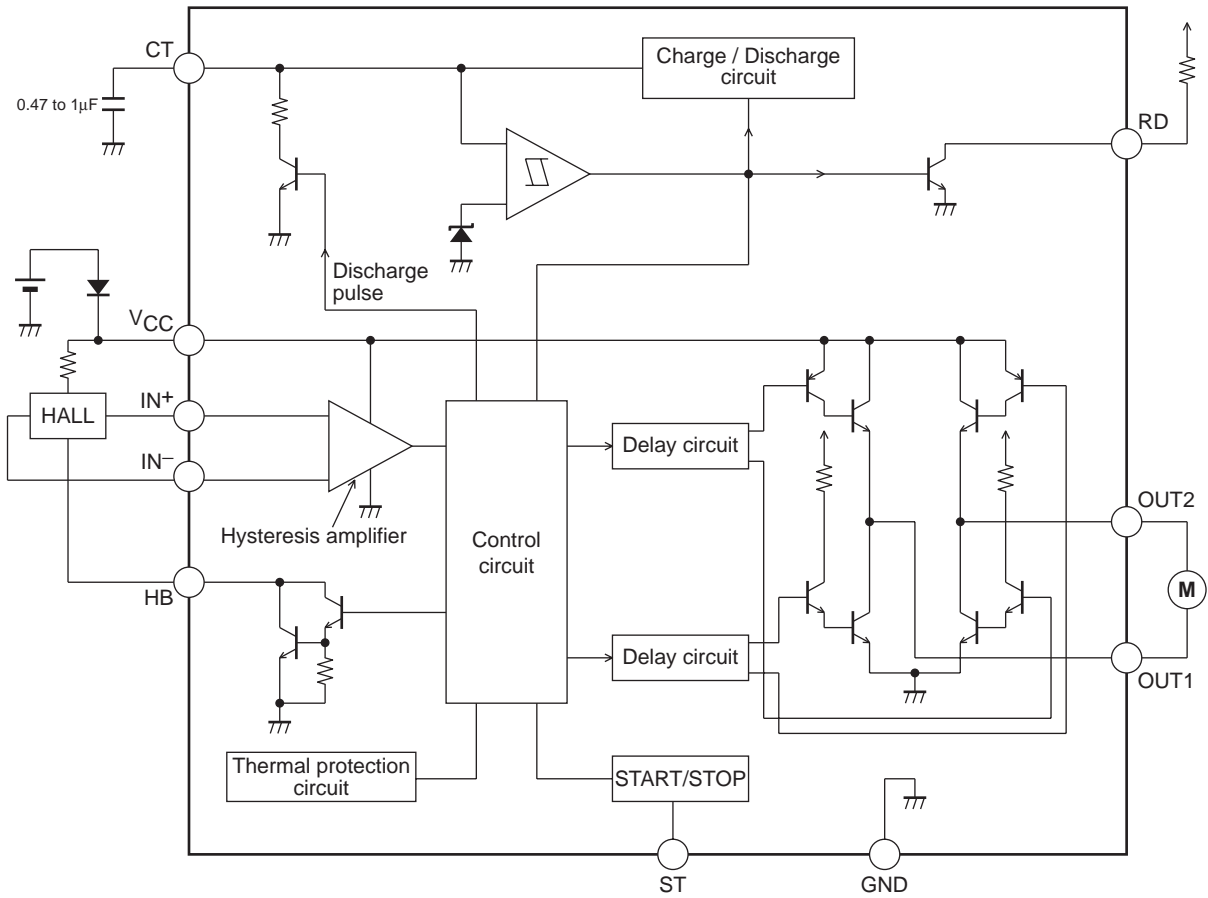 CT
Charge / Discharge
circuit
0.47 to 1μF
RD
Discharge
pulse
VCC
IN+
HALL
Delay circuit
IN−
OUT2
Hysteresis amplifier
Control
circuit
M
HB
Delay circuit
OUT1
Thermal protection
circuit
START/STOP
ST
GND